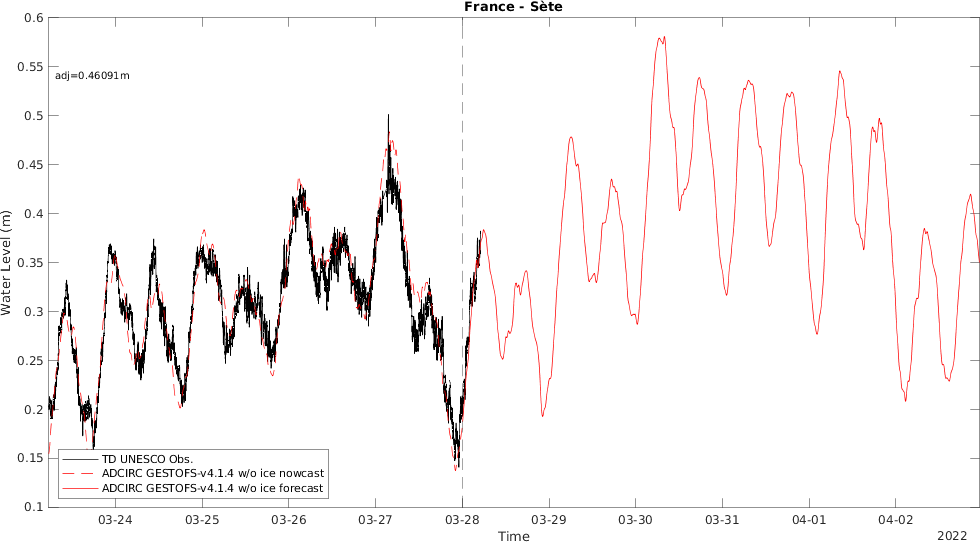 France - Sète
adj=0.46091m
Water Level (m)
0.6
0.55
0.5
0.45
0.4
0.35
0.3
0.25
0.2
0.15
0.1
TD UNESCO Obs.
ADCIRC GESTOFS-v4.1.4 w/o ice nowcast
ADCIRC GESTOFS-v4.1.4 w/o ice forecast
03-24 03-25 03-26 03-27 03-28 03-29 03-30 03-31 04-01 04-02
Time
2022